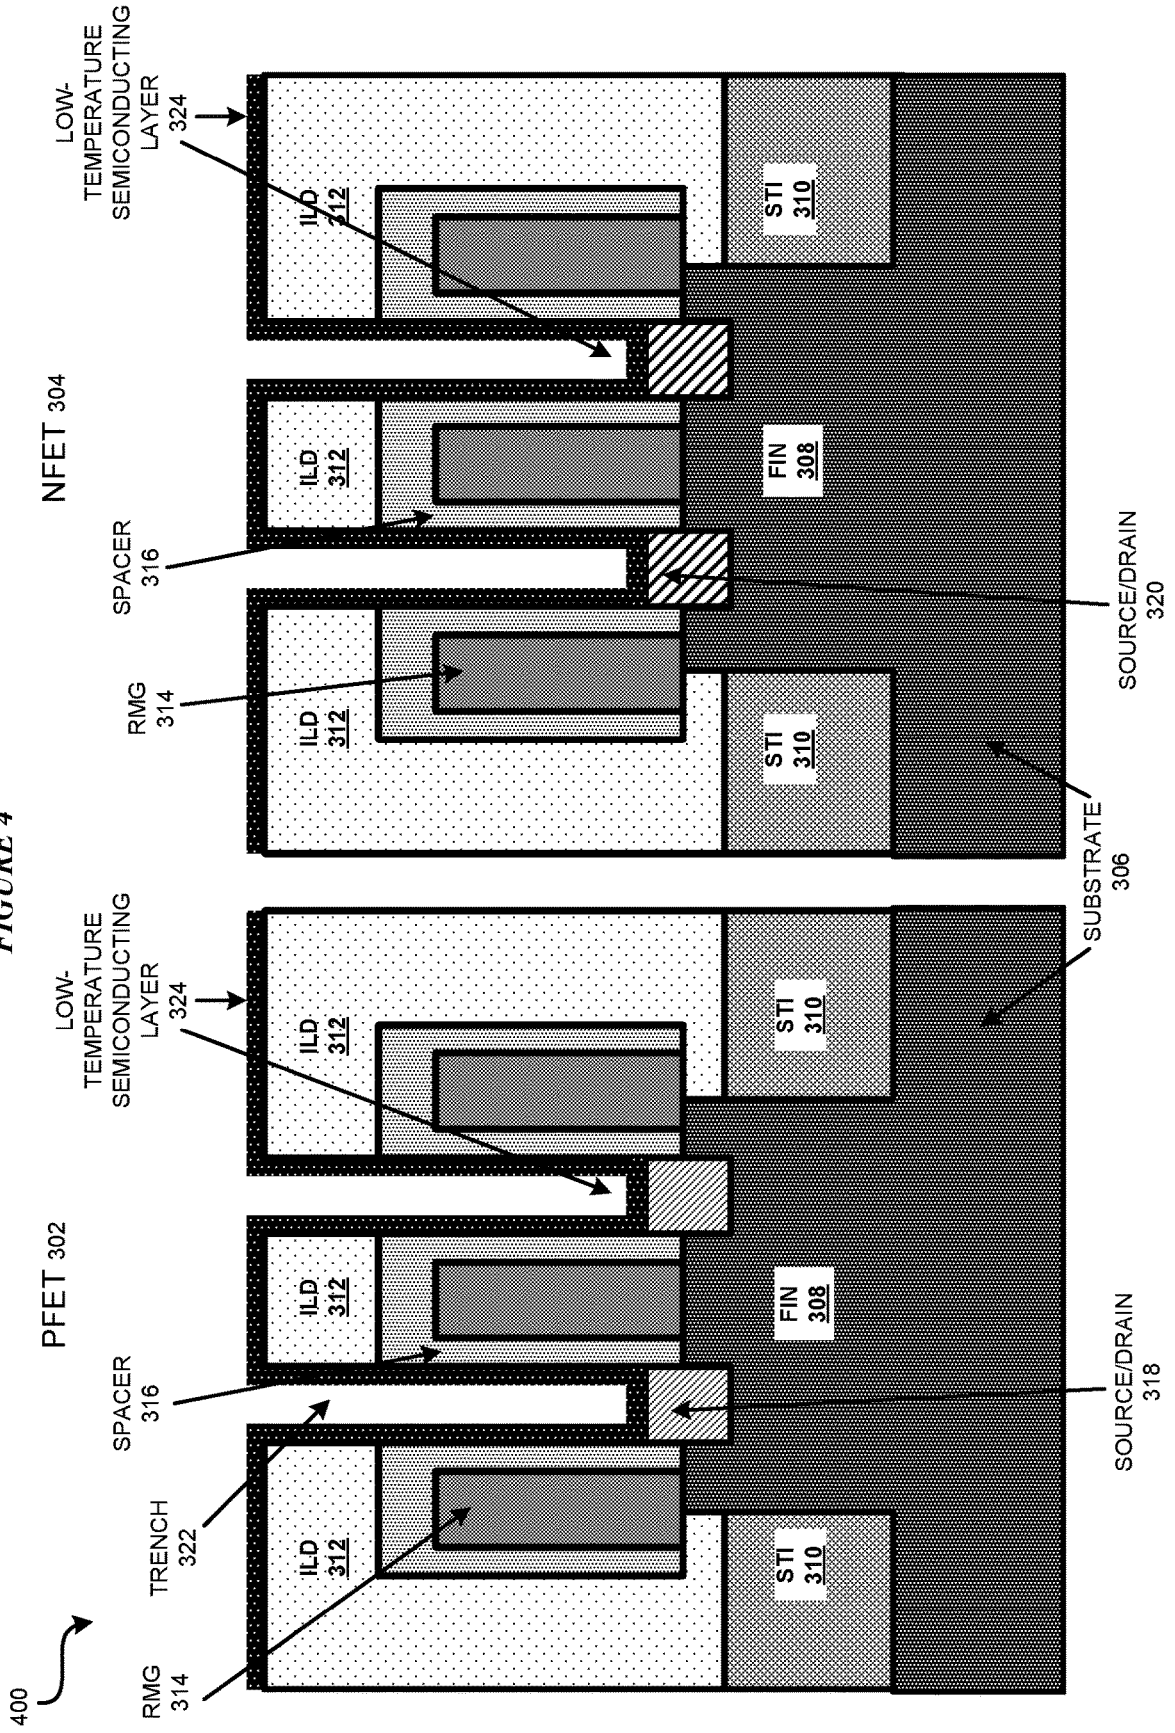 FIGURE 4
400
PFET 302
NFET 304
RMG
314
TRENCH
322
SPACER
316
LOW-
TEMPERATURE
SEMICONDUCTING
LAYER
324
RMG
314
SPACER
316
LOW-
TEMPERATURE
SEMICONDUCTING
LAYER
324
ILD
312
ILD
312
ILD
312
ILD
312
ILD
312
ILD
312
STI
310
FIN
308
STI
310
STI
310
FIN
308
STI
310
SOURCE/DRAIN
318
SUBSTRATE
306
SOURCE/DRAIN
320